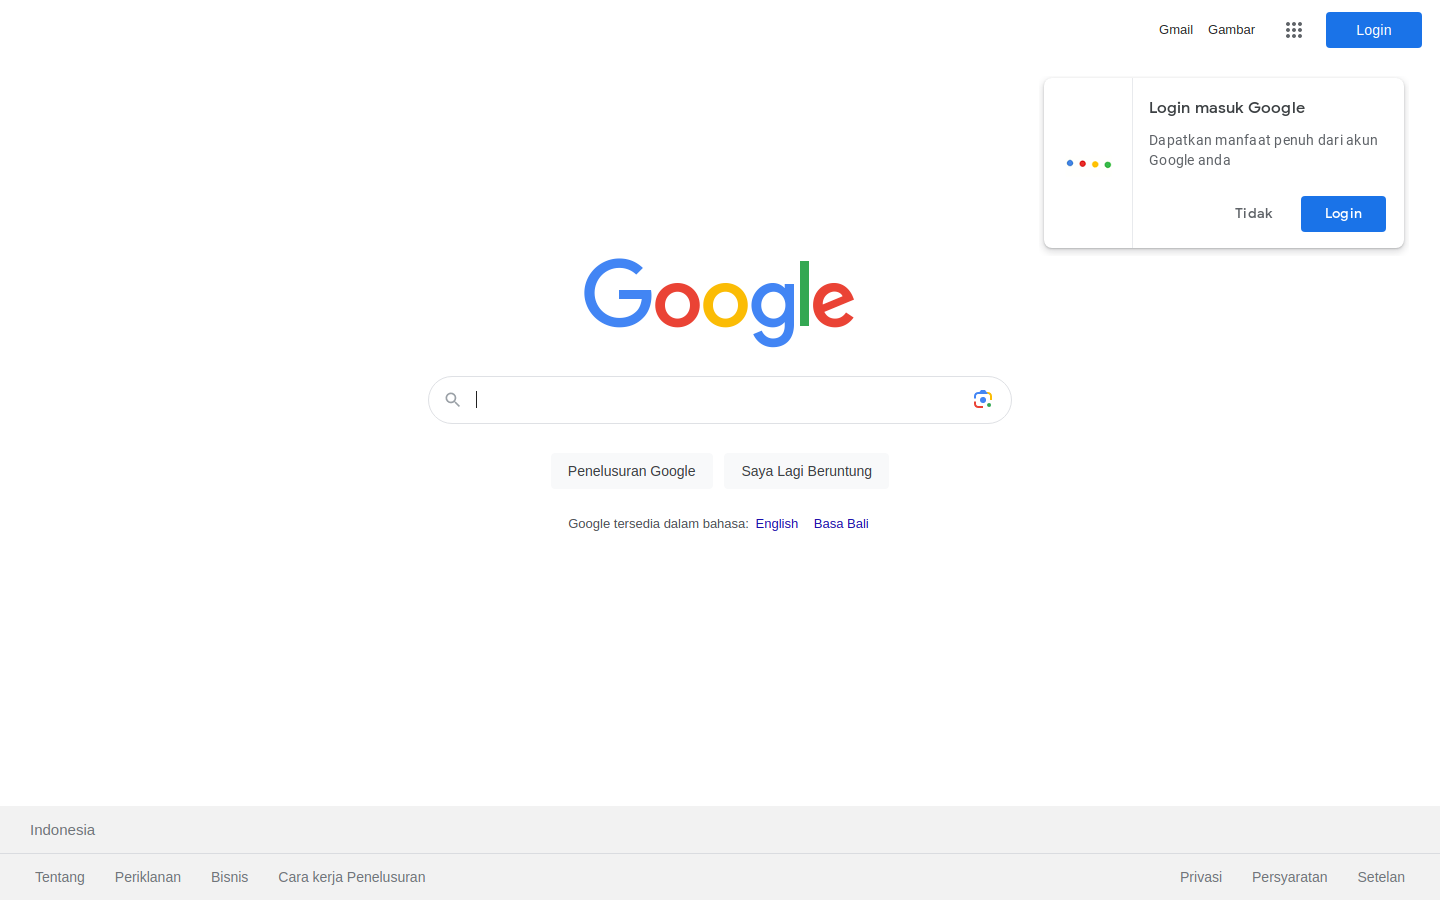 Gmail Gambar Login
Login masuk Google
Dapatkan manfaat penuh dari akun
Google anda
Tidak Login
Google
Penelusuran Google Saya Lagi Beruntung
Google tersedia dalam bahasa: English Basa Bali
Indonesia
Tentang Periklanan Bisnis Cara kerja Penelusuran Privasi Persyaratan Setelan